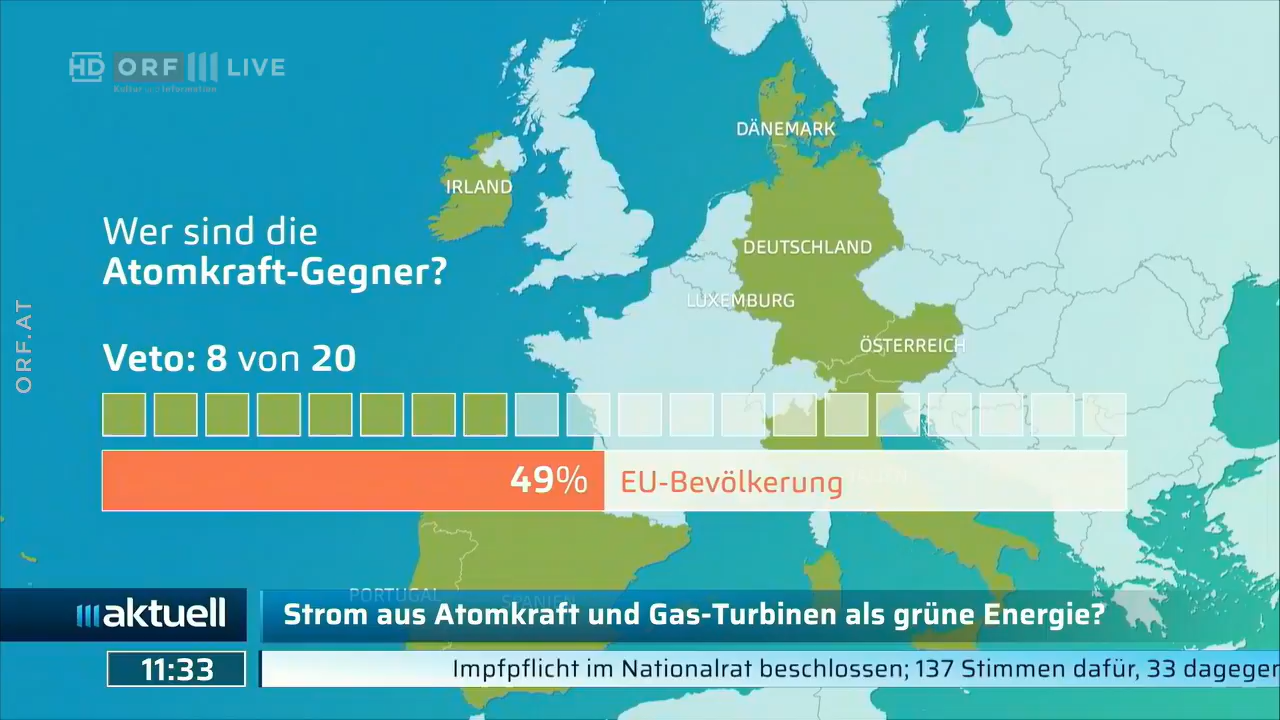 HD ORF III LIVE
Kultur und Information
DÄNEMARK
IRLAND
Wer sind die
Atomkraft-Gegner?
DEUTSCHLAND
LUXEMBURG
ORF.AT
ÖSTERREICH
Veto: 8 von 20
49% EU-Bevölkerung
PORTUGAL
SPANIEN
III aktuell
Strom aus Atomkraft und Gas-Turbinen als grüne Energie?
11:33
Impfpflicht im Nationalrat beschlossen; 137 Stimmen dafür, 33 dagegen